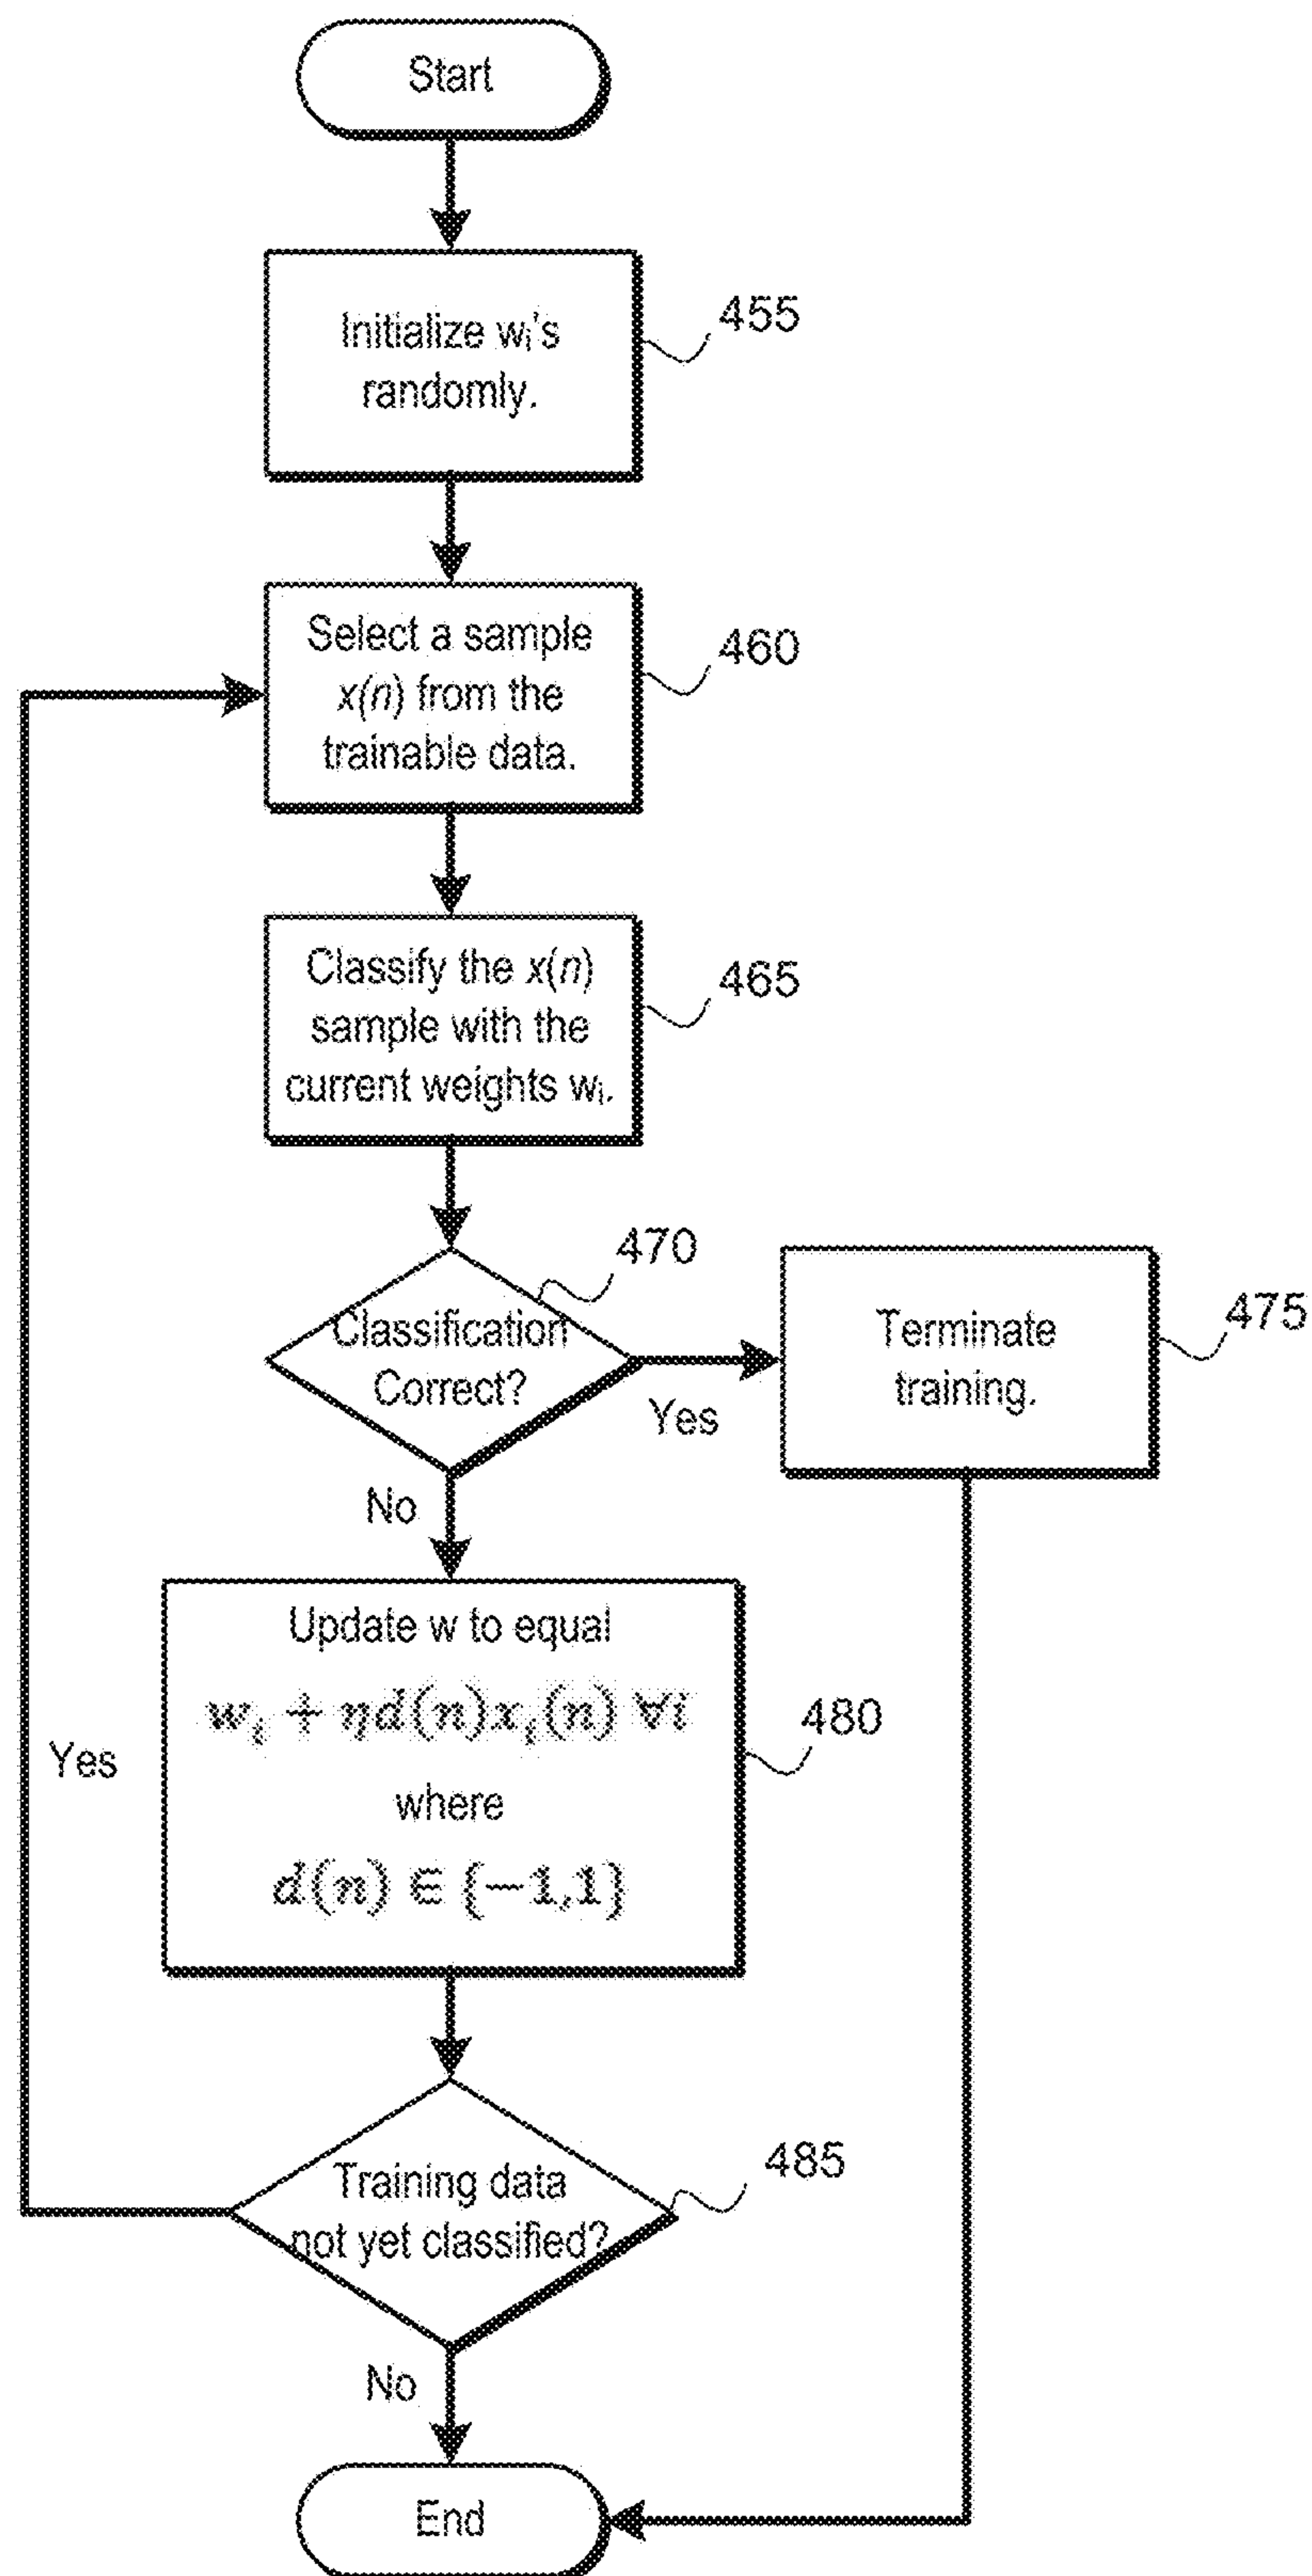 Start
Initialize wᵢ's
randomly.
455
Select a sample
x(n) from the
trainable data.
460
Classify the x(n)
sample with the
current weights wᵢ.
465
470
Classification
Correct?
Yes
Terminate
training.
475
No
Update w to equal
wᵢ + ηd(n)xᵢ(n) ∀i
where
d(n) ∈ {−1,1}
480
Yes
Training data
not yet classified?
485
No
End